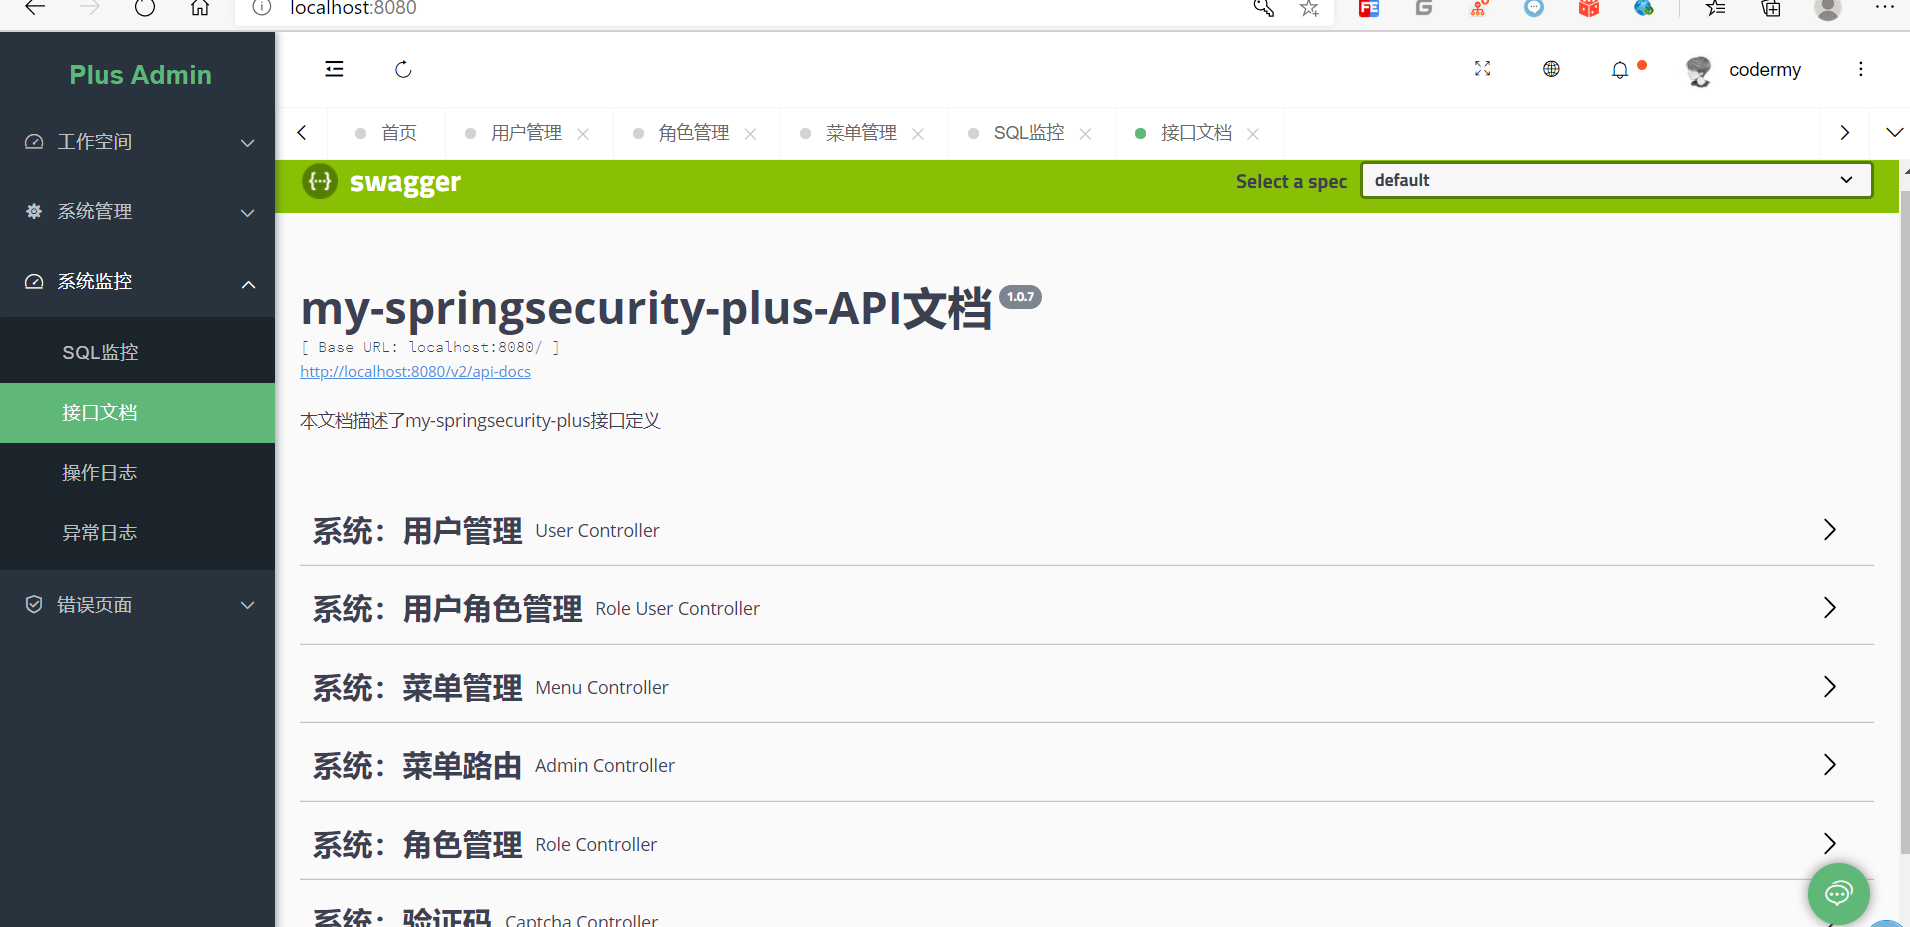 localhost:8080
Plus Admin
codermy
工作空间
系统管理
系统监控
SQL监控
接口文档
操作日志
异常日志
错误页面
首页 用户管理 角色管理 菜单管理 SQL监控 接口文档
swagger
Select a spec default
my-springsecurity-plus-API文档 1.0.7
[ Base URL: localhost:8080/ ]
http://localhost:8080/v2/api-docs
本文档描述了my-springsecurity-plus接口定义
系统：用户管理 User Controller
系统：用户角色管理 Role User Controller
系统：菜单管理 Menu Controller
系统：菜单路由 Admin Controller
系统：角色管理 Role Controller
系统：验证码 Captcha Controller